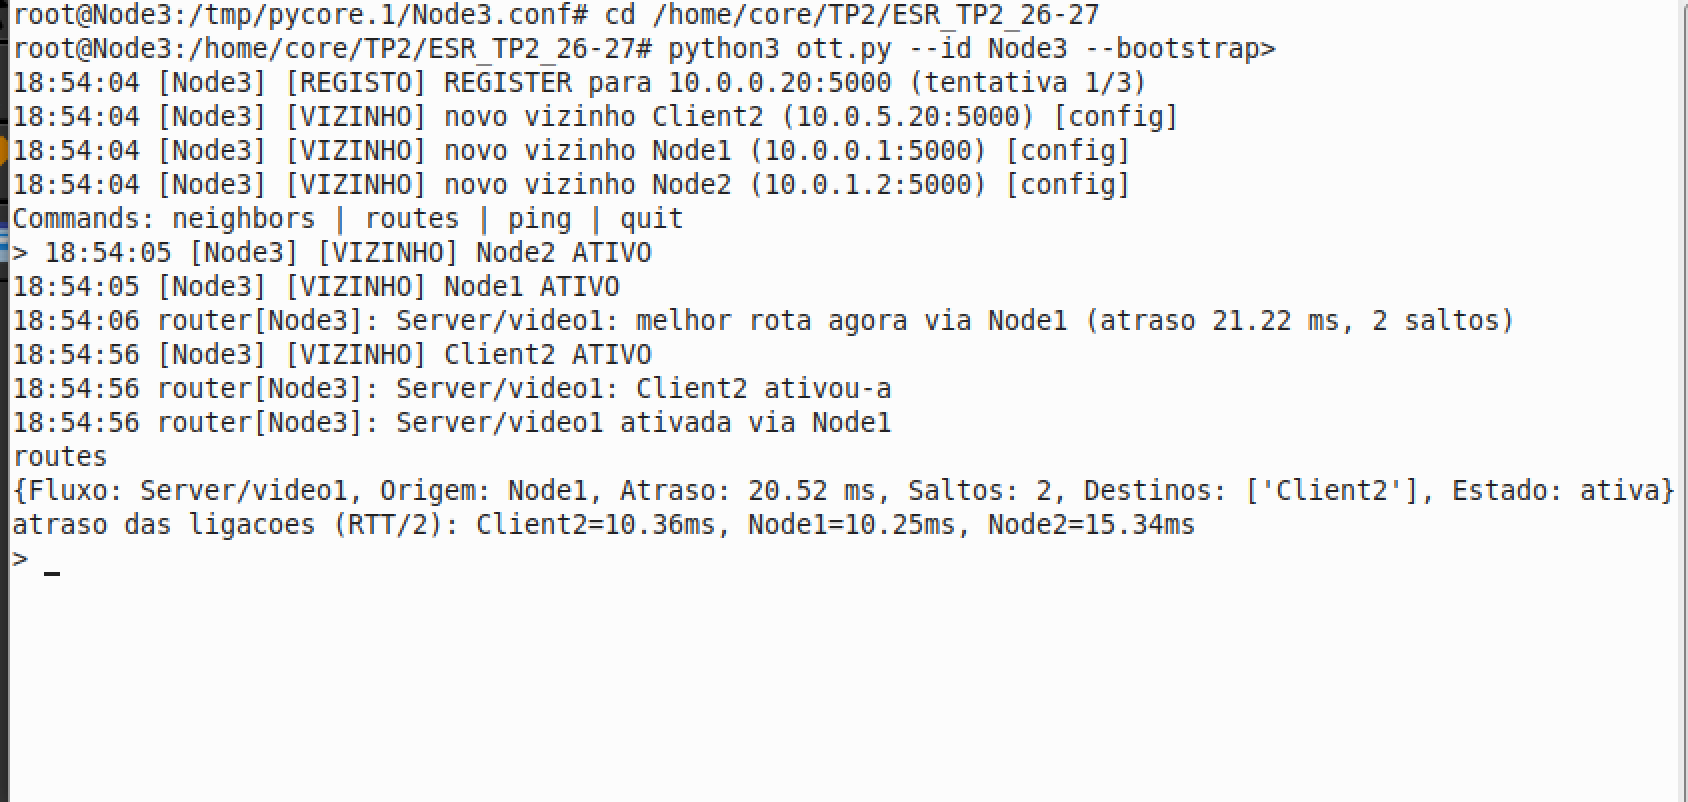 root@Node3:/tmp/pycore.1/Node3.conf# cd /home/core/TP2/ESR_TP2_26-27
root@Node3:/home/core/TP2/ESR_TP2_26-27# python3 ott.py --id Node3 --bootstrap>
18:54:04 [Node3] [REGISTO] REGISTER para 10.0.0.20:5000 (tentativa 1/3)
18:54:04 [Node3] [VIZINHO] novo vizinho Client2 (10.0.5.20:5000) [config]
18:54:04 [Node3] [VIZINHO] novo vizinho Node1 (10.0.0.1:5000) [config]
18:54:04 [Node3] [VIZINHO] novo vizinho Node2 (10.0.1.2:5000) [config]
Commands: neighbors | routes | ping | quit
> 18:54:05 [Node3] [VIZINHO] Node2 ATIVO
18:54:05 [Node3] [VIZINHO] Node1 ATIVO
18:54:06 router[Node3]: Server/video1: melhor rota agora via Node1 (atraso 21.22 ms, 2 saltos)
18:54:56 [Node3] [VIZINHO] Client2 ATIVO
18:54:56 router[Node3]: Server/video1: Client2 ativou-a
18:54:56 router[Node3]: Server/video1 ativada via Node1
routes
{Fluxo: Server/video1, Origem: Node1, Atraso: 20.52 ms, Saltos: 2, Destinos: ['Client2'], Estado: ativa}
atraso das ligacoes (RTT/2): Client2=10.36ms, Node1=10.25ms, Node2=15.34ms
> _